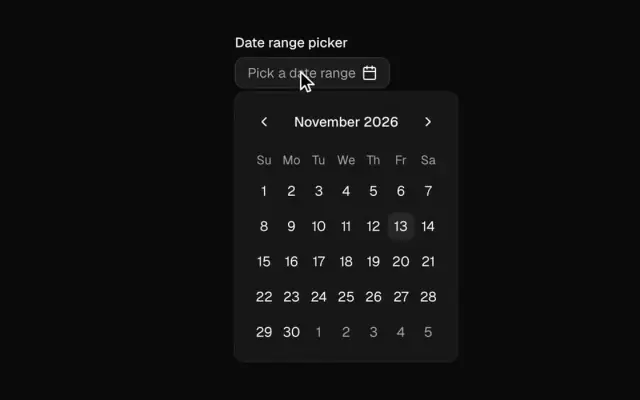 Date range picker
Pick a date range
November 2026
Su Mo Tu We Th Fr Sa
1 2 3 4 5 6 7
8 9 10 11 12 13 14
15 16 17 18 19 20 21
22 23 24 25 26 27 28
29 30 1 2 3 4 5